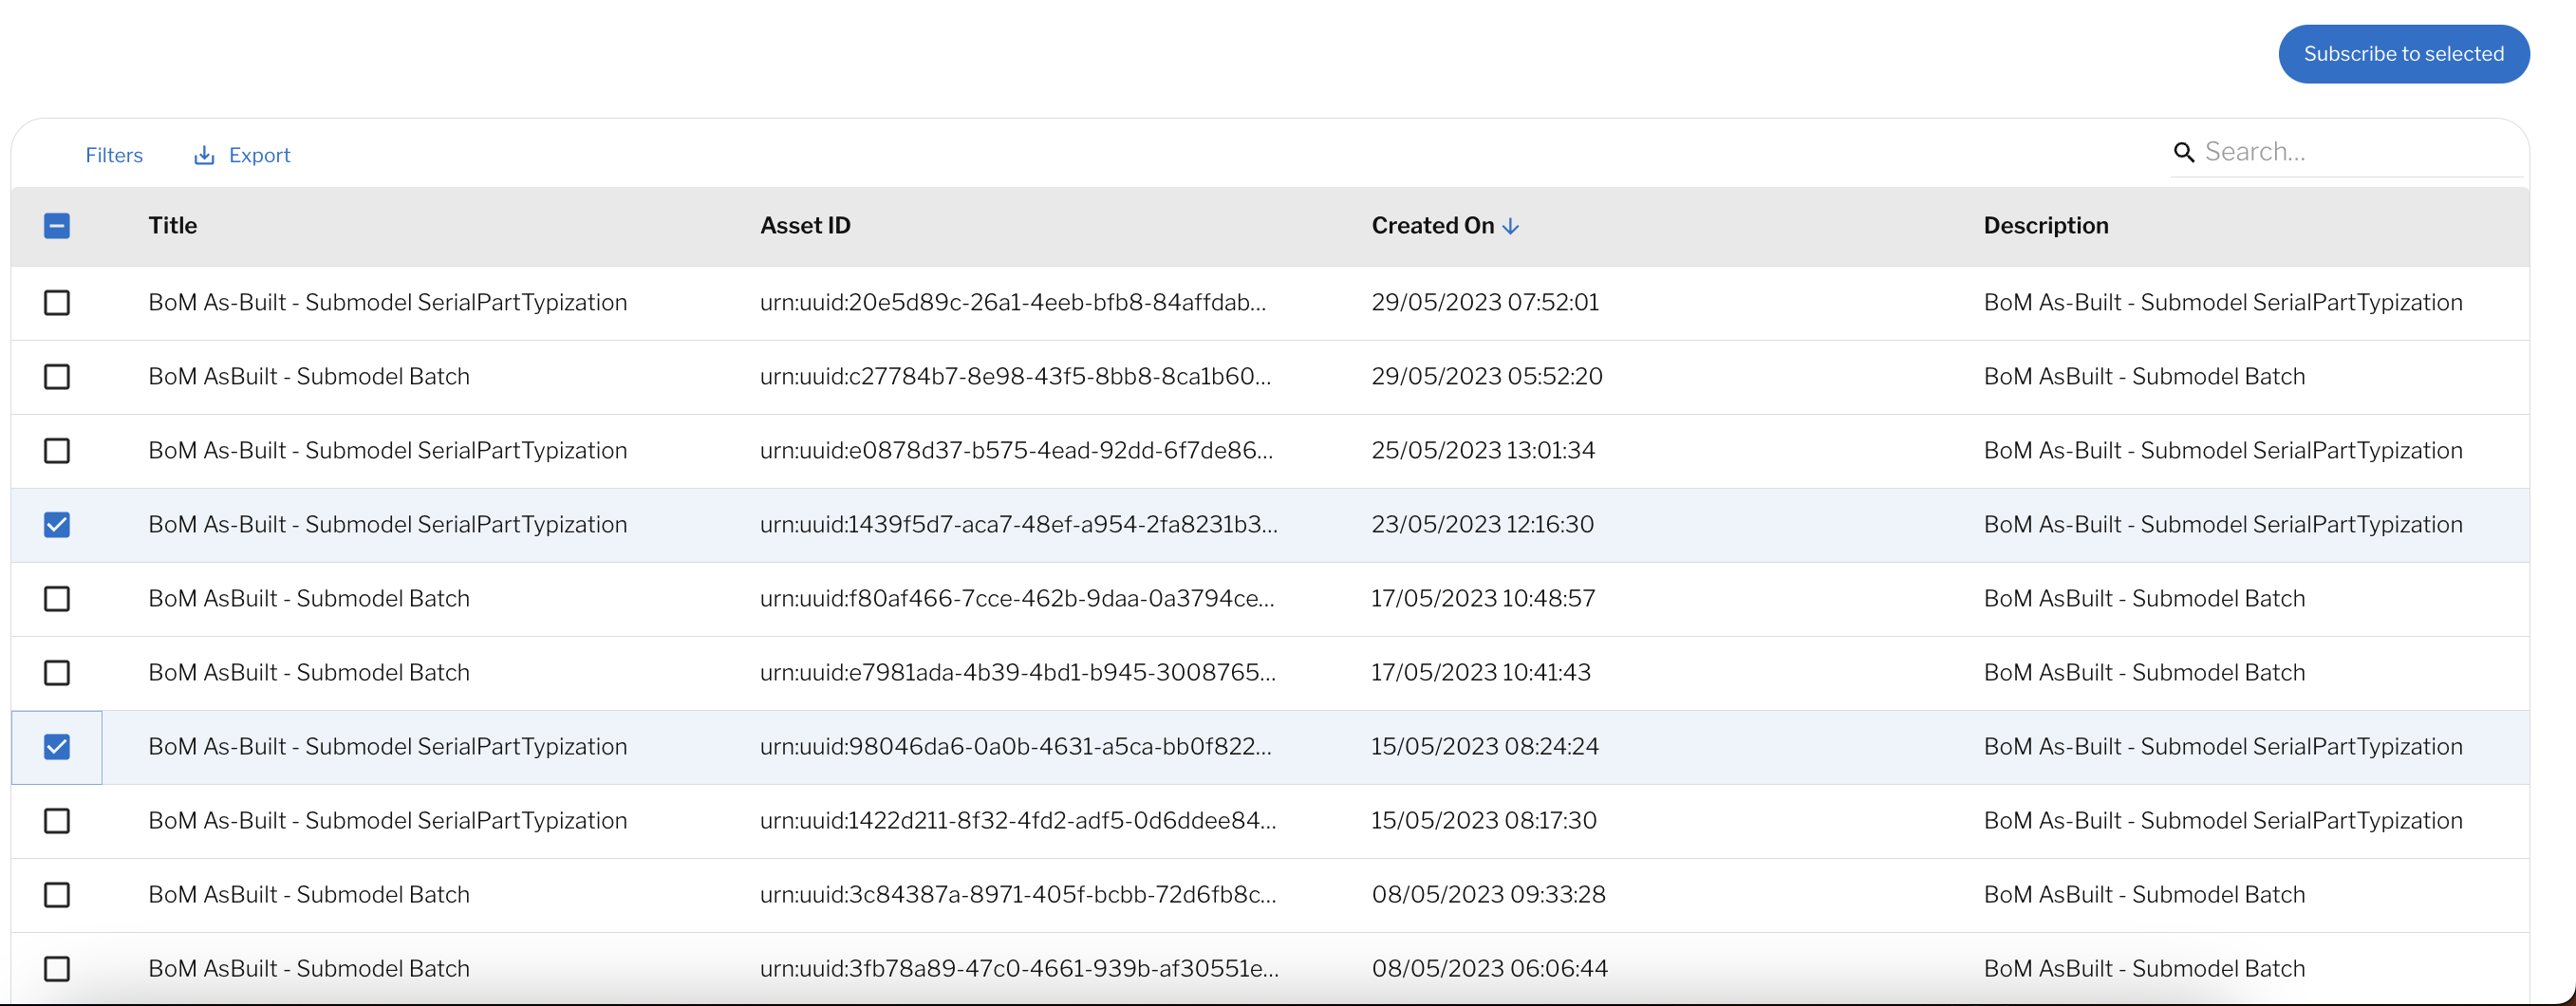 Subscribe to selected
Filters Export Search...
Title Asset ID Created On Description
BoM As-Built - Submodel SerialPartTypization urn:uuid:20e5d89c-26a1-4eeb-bfb8-84affdab... 29/05/2023 07:52:01 BoM As-Built - Submodel SerialPartTypization
BoM AsBuilt - Submodel Batch urn:uuid:c27784b7-8e98-43f5-8bb8-8ca1b60... 29/05/2023 05:52:20 BoM AsBuilt - Submodel Batch
BoM As-Built - Submodel SerialPartTypization urn:uuid:e0878d37-b575-4ead-92dd-6f7de86... 25/05/2023 13:01:34 BoM As-Built - Submodel SerialPartTypization
BoM As-Built - Submodel SerialPartTypization urn:uuid:1439f5d7-aca7-48ef-a954-2fa8231b3... 23/05/2023 12:16:30 BoM As-Built - Submodel SerialPartTypization
BoM AsBuilt - Submodel Batch urn:uuid:f80af466-7cce-462b-9daa-0a3794ce... 17/05/2023 10:48:57 BoM AsBuilt - Submodel Batch
BoM AsBuilt - Submodel Batch urn:uuid:e7981ada-4b39-4bd1-b945-3008765... 17/05/2023 10:41:43 BoM AsBuilt - Submodel Batch
BoM As-Built - Submodel SerialPartTypization urn:uuid:98046da6-0a0b-4631-a5ca-bb0f822... 15/05/2023 08:24:24 BoM As-Built - Submodel SerialPartTypization
BoM As-Built - Submodel SerialPartTypization urn:uuid:1422d211-8f32-4fd2-adf5-0d6ddee84... 15/05/2023 08:17:30 BoM As-Built - Submodel SerialPartTypization
BoM AsBuilt - Submodel Batch urn:uuid:3c84387a-8971-405f-bcbb-72d6fb8c... 08/05/2023 09:33:28 BoM AsBuilt - Submodel Batch
BoM AsBuilt - Submodel Batch urn:uuid:3fb78a89-47c0-4661-939b-af30551e... 08/05/2023 06:06:44 BoM AsBuilt - Submodel Batch